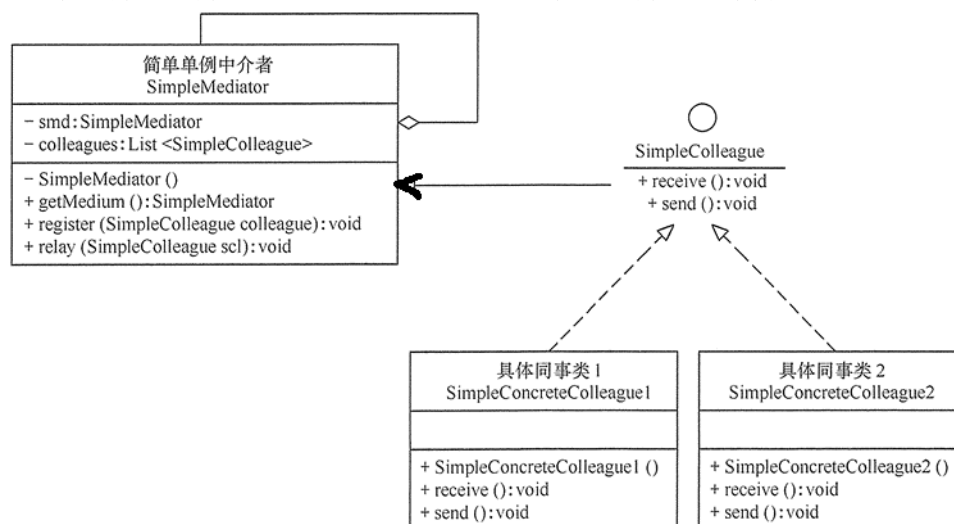 简单单例中介者
SimpleMediator
- smd:SimpleMediator
- colleagues:List <SimpleColleague>
- SimpleMediator ()
+ getMedium ():SimpleMediator
+ register (SimpleColleague colleague):void
+ relay (SimpleColleague scl):void
SimpleColleague
+ receive ():void
+ send ():void
具体同事类 1
SimpleConcreteColleague1
+ SimpleConcreteColleague1 ()
+ receive ():void
+ send ():void
具体同事类 2
SimpleConcreteColleague2
+ SimpleConcreteColleague2 ()
+ receive ():void
+ send ():void